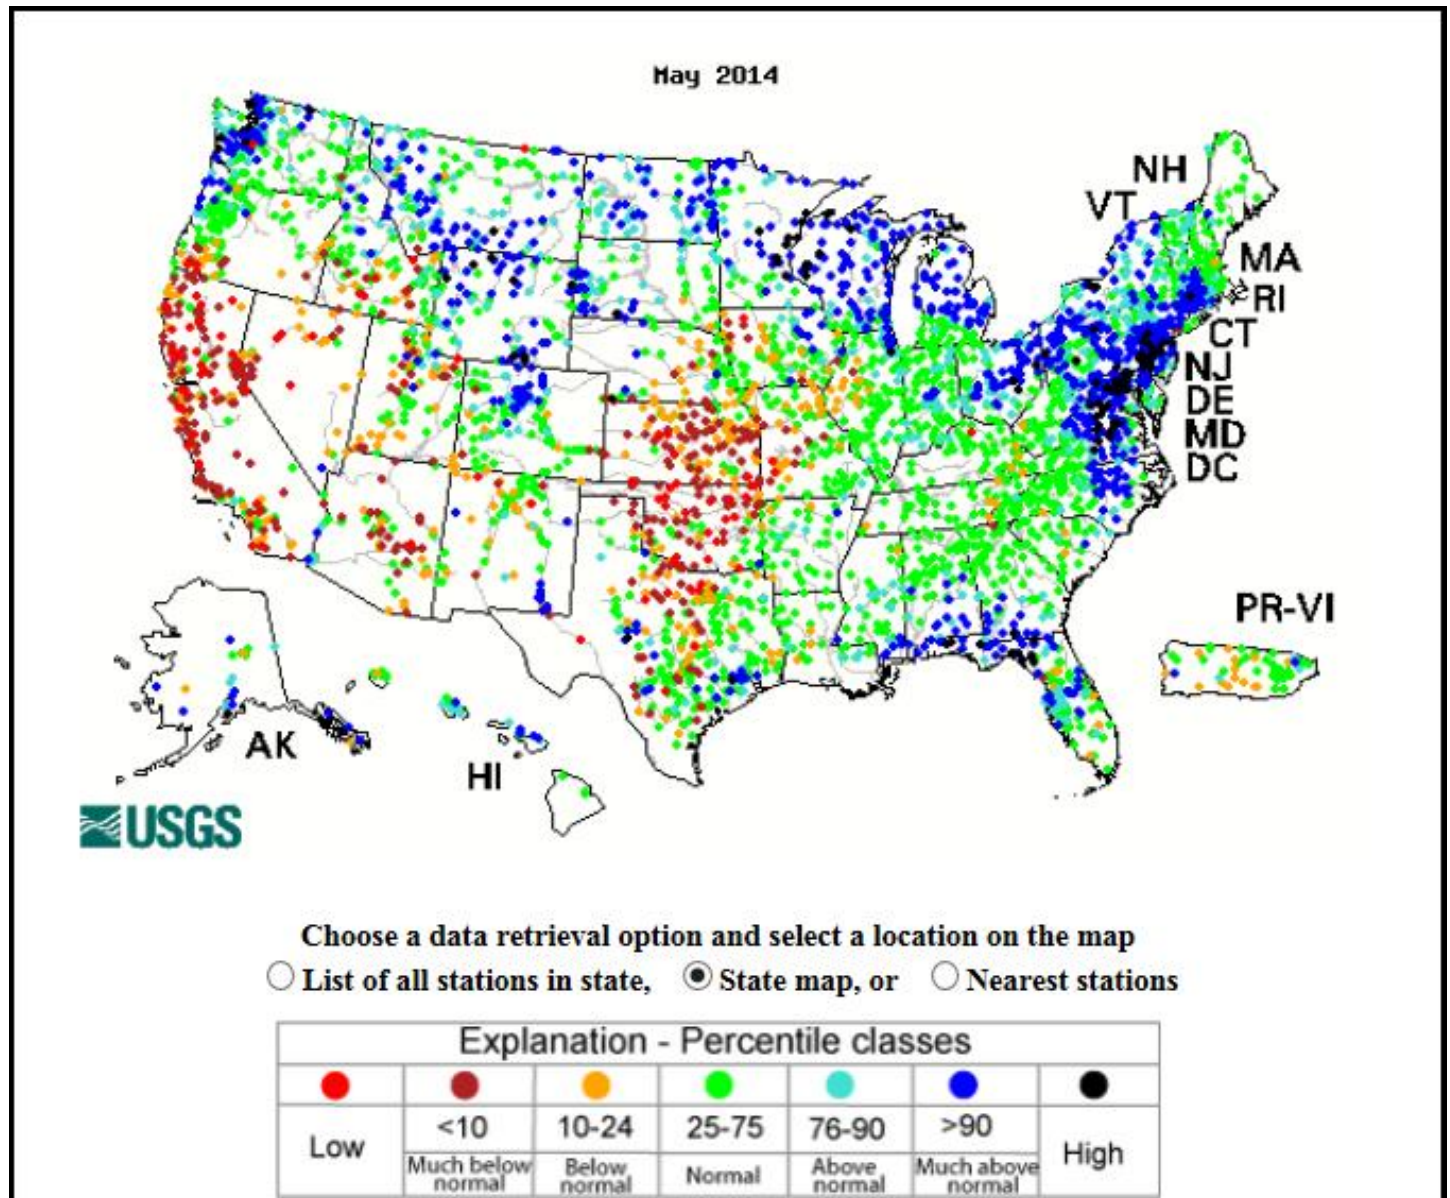 May 2014
NH
VT
MA
RI
CT
NJ
DE
MD
DC
PR-VI
AK
HI
USGS
Choose a data retrieval option and select a location on the map
List of all stations in state, State map, or Nearest stations
Explanation - Percentile classes
Low <10 10-24 25-75 76-90 >90 High
Much below normal Below normal Normal Above normal Much above normal